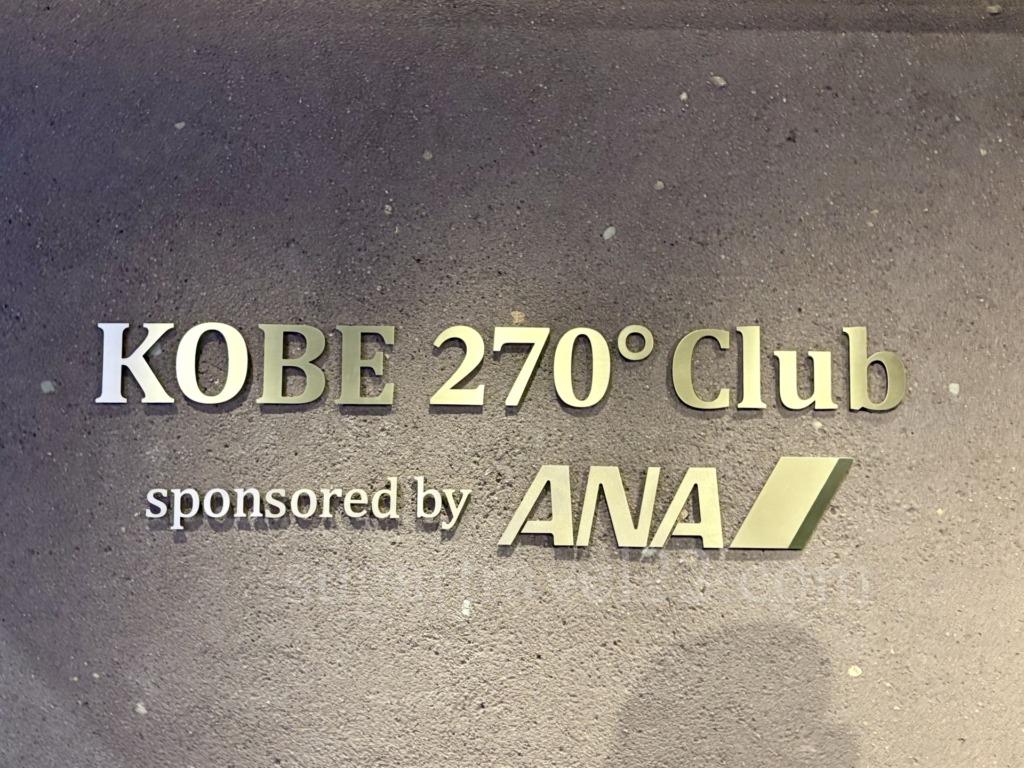 KOBE 270° Club
sponsored by ANA